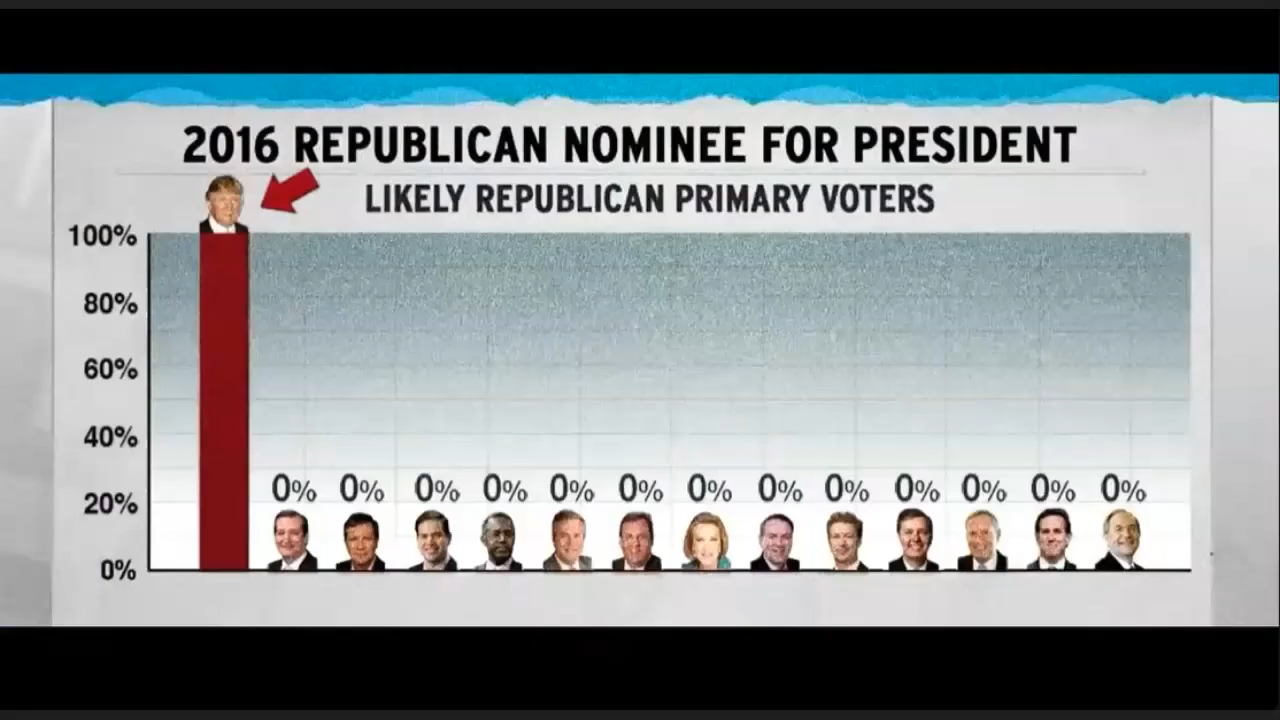 2016 REPUBLICAN NOMINEE FOR PRESIDENT
LIKELY REPUBLICAN PRIMARY VOTERS
100%
80%
60%
40%
20%
0%
0% 0% 0% 0% 0% 0% 0% 0% 0% 0% 0% 0% 0%